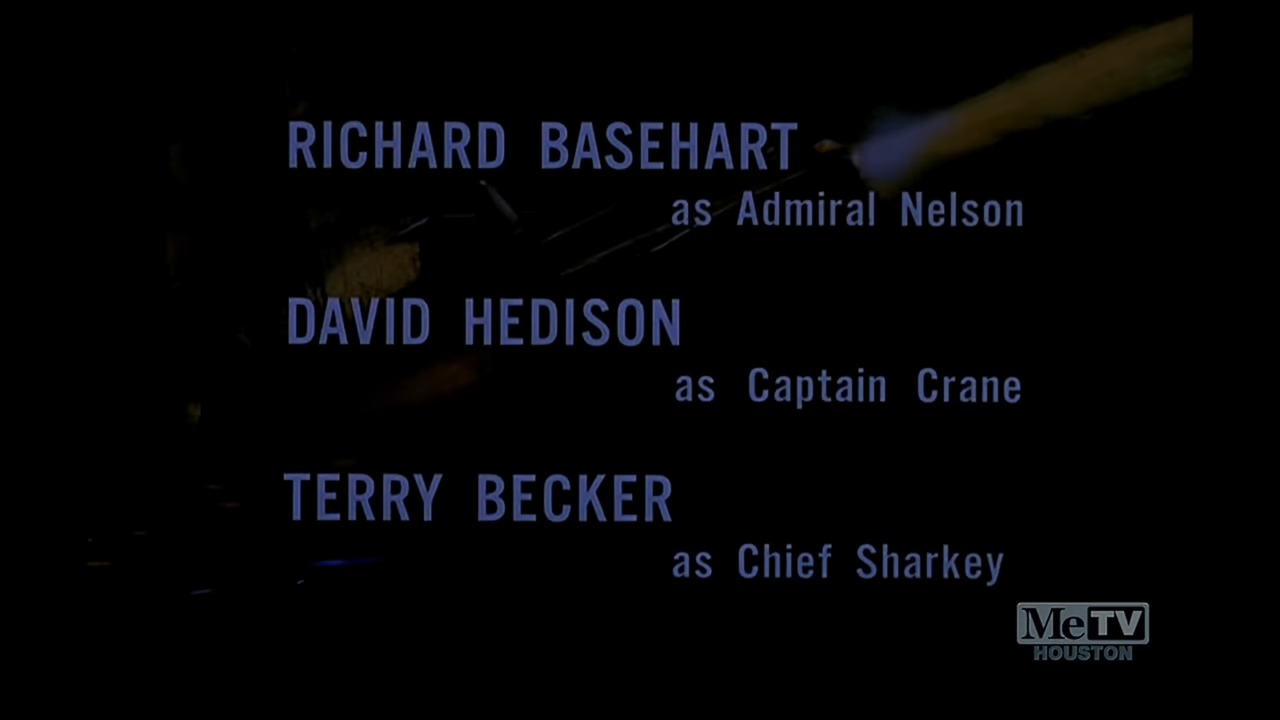 RICHARD BASEHART
as Admiral Nelson
DAVID HEDISON
as Captain Crane
TERRY BECKER
as Chief Sharkey
MeTV
HOUSTON